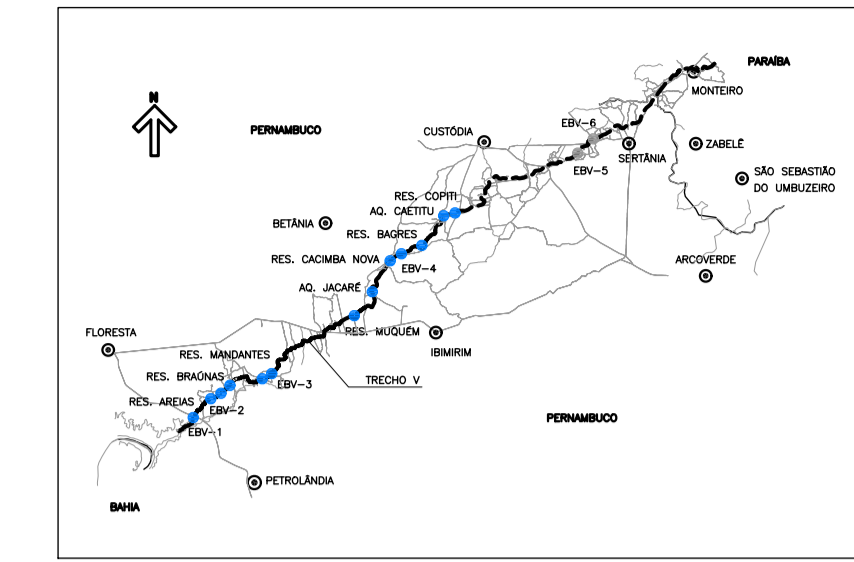 PARAÍBA
MONTEIRO
N
PERNAMBUCO
EBV-6
CUSTÓDIA
SERTÂNIA
ZABELÊ
EBV-5
SÃO SEBASTIÃO
DO UMBUZEIRO
RES. COPITI
AQ. CAETITU
BETÂNIA
RES. BAGRES
RES. CACIMBA NOVA
EBV-4
ARCOVERDE
AQ. JACARÉ
RES. MUQUÉM
FLORESTA
IBIMIRIM
RES. MANDANTES
RES. BRAÚNAS
EBV-3
TRECHO V
RES. AREIAS
EBV-2
PERNAMBUCO
EBV-1
PETROLÂNDIA
BAHIA